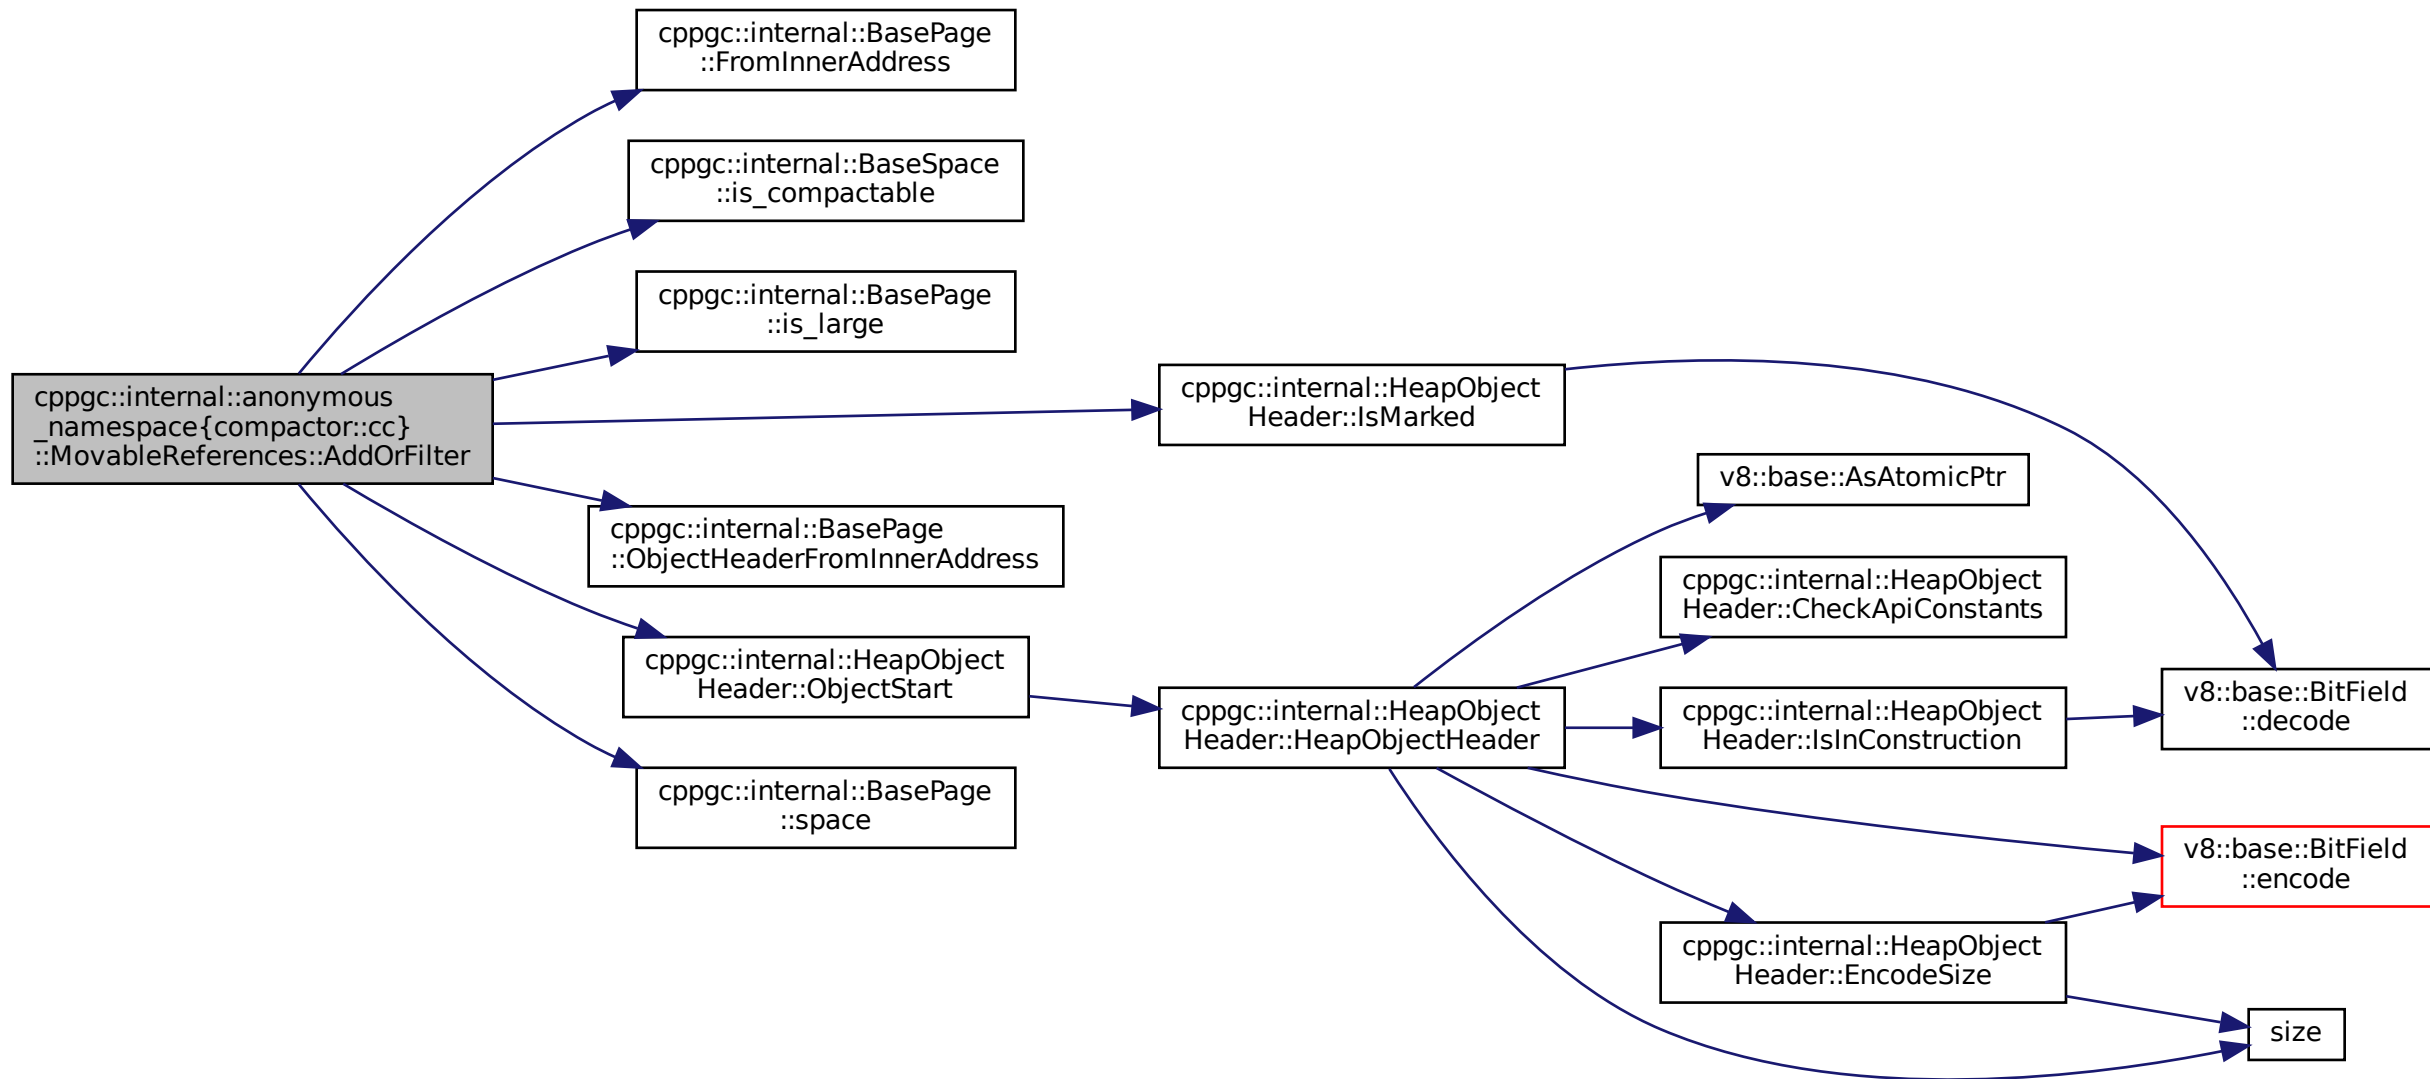 cppgc::internal::BasePage
::FromInnerAddress
cppgc::internal::BaseSpace
::is_compactable
cppgc::internal::BasePage
::is_large
cppgc::internal::anonymous
_namespace{compactor::cc}
::MovableReferences::AddOrFilter
cppgc::internal::HeapObject
Header::IsMarked
cppgc::internal::BasePage
::ObjectHeaderFromInnerAddress
cppgc::internal::HeapObject
Header::ObjectStart
cppgc::internal::BasePage
::space
cppgc::internal::HeapObject
Header::HeapObjectHeader
v8::base::AsAtomicPtr
cppgc::internal::HeapObject
Header::CheckApiConstants
cppgc::internal::HeapObject
Header::IsInConstruction
cppgc::internal::HeapObject
Header::EncodeSize
v8::base::BitField
::decode
v8::base::BitField
::encode
size